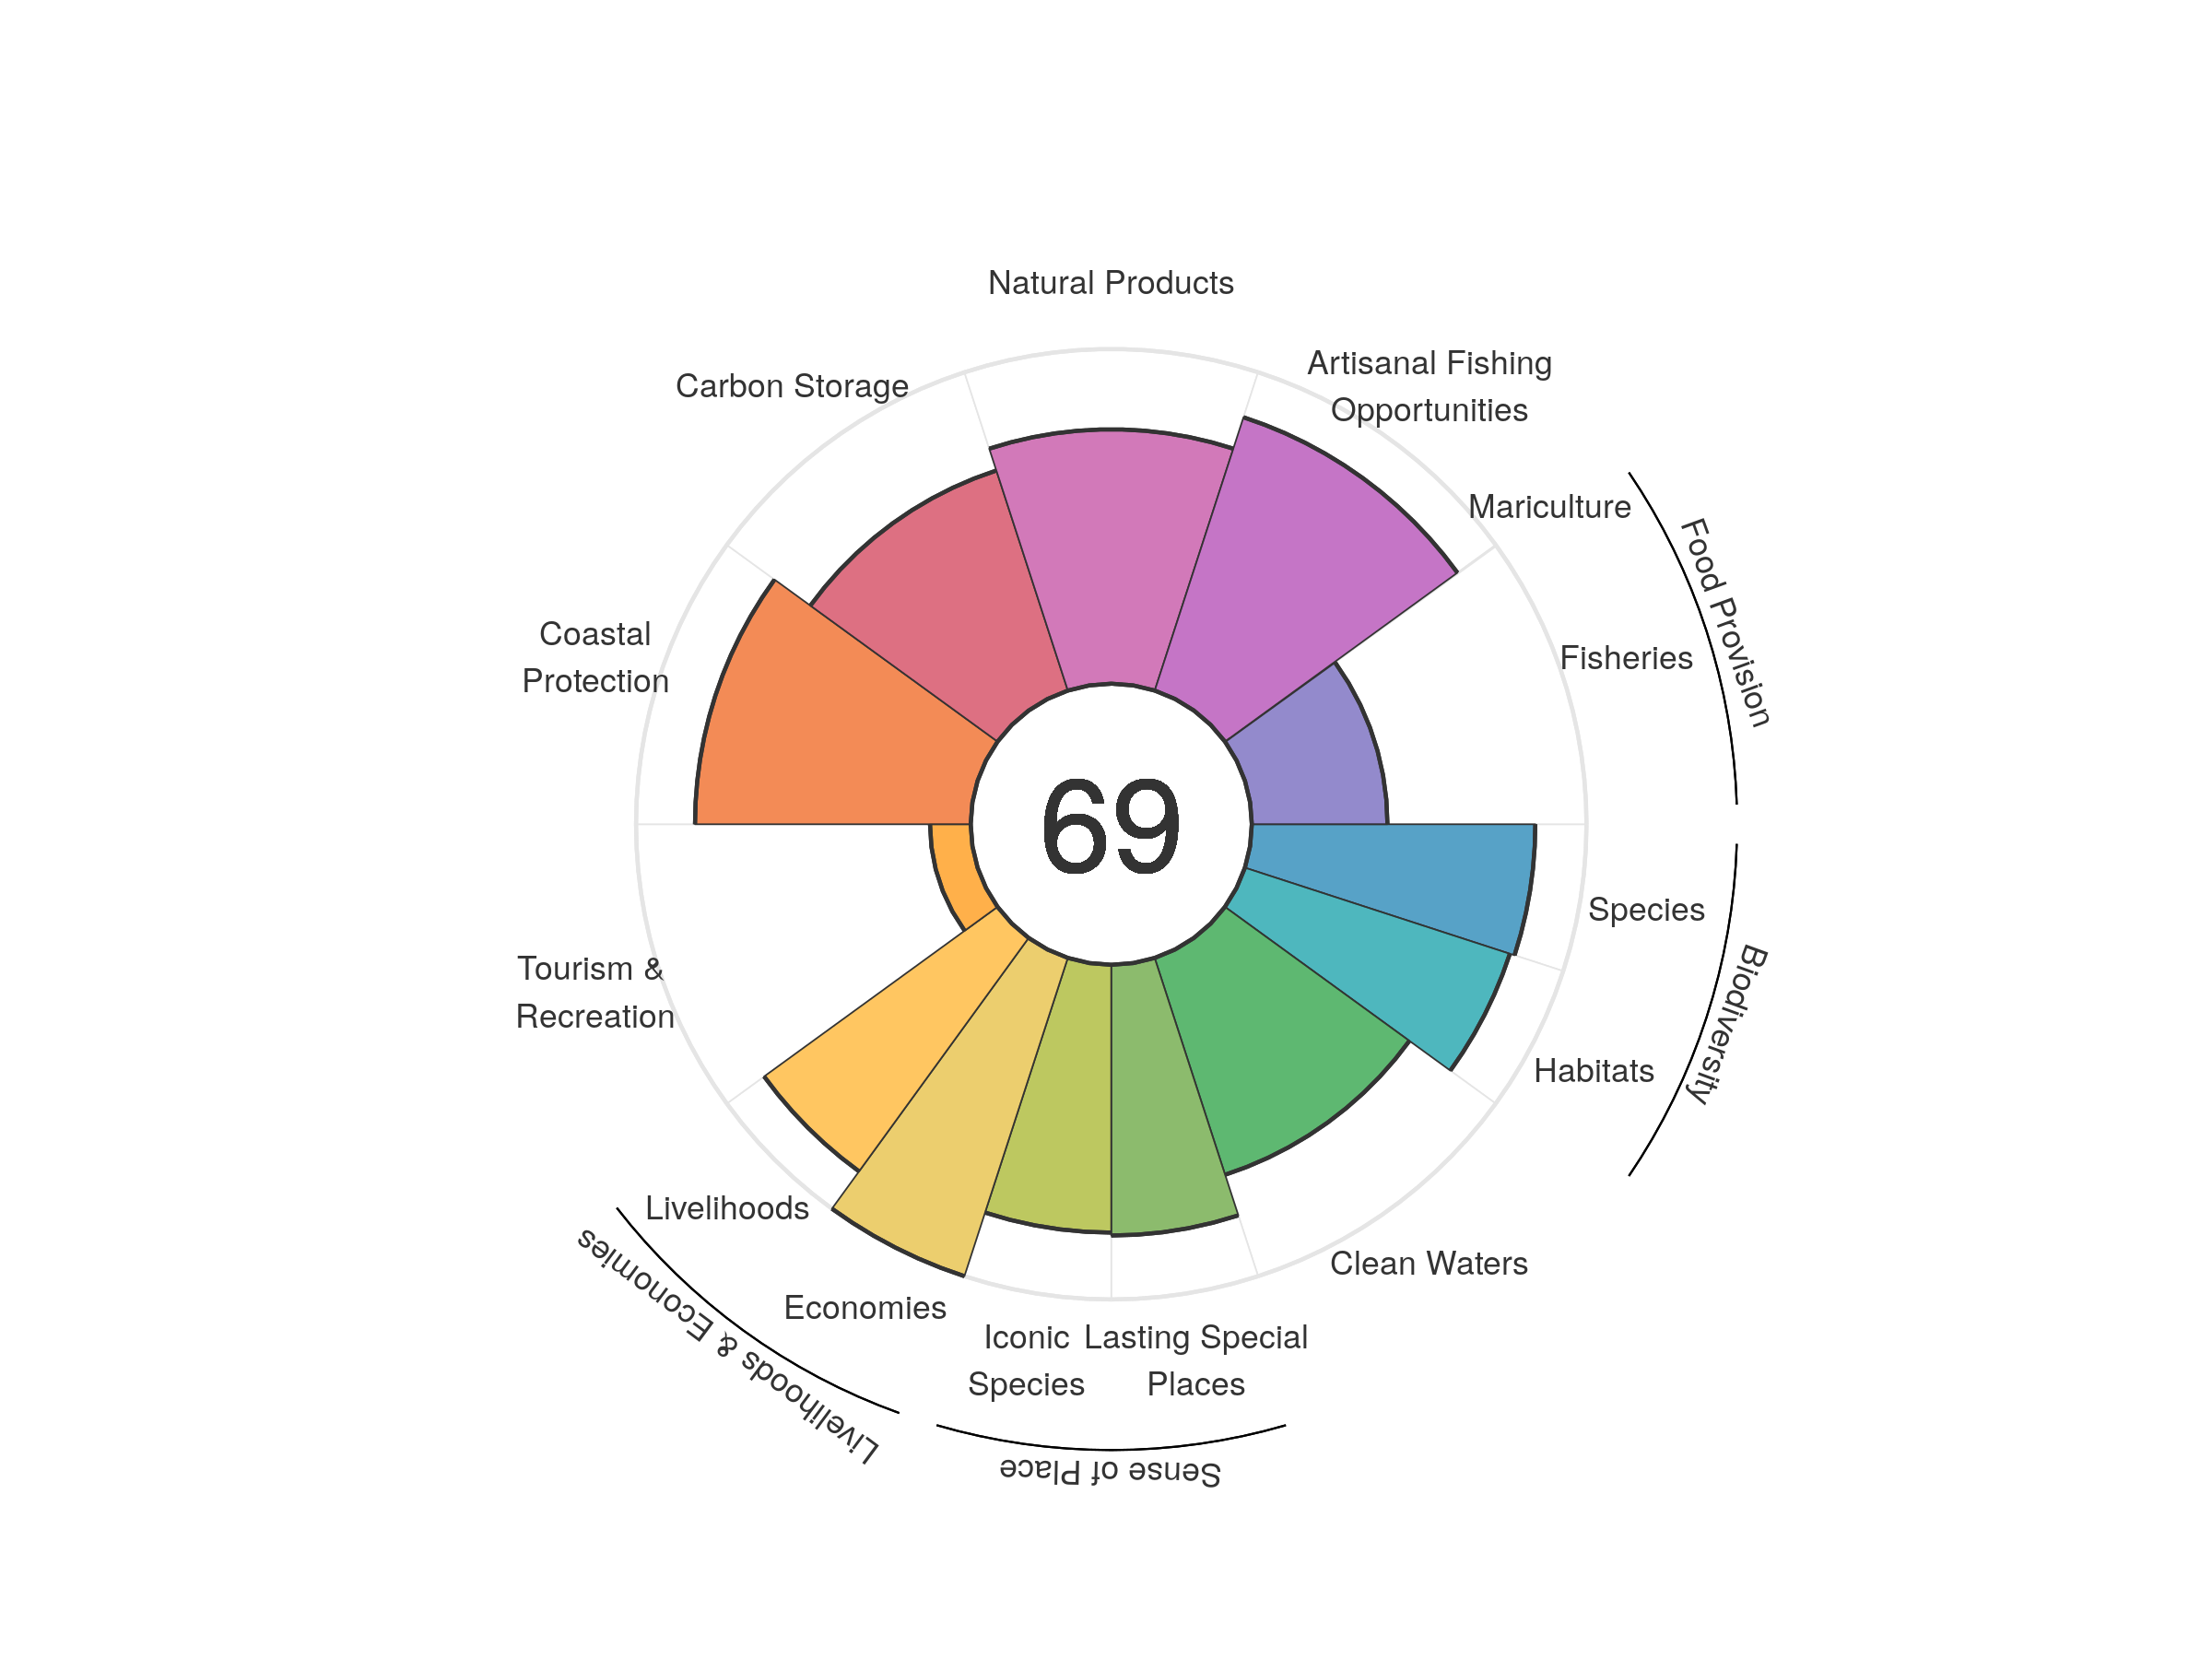 Natural Products
Artisanal Fishing
Opportunities
Carbon Storage
Mariculture
Food Provision
Fisheries
Coastal
Protection
69
Species
Biodiversity
Habitats
Tourism &
Recreation
Livelihoods
Livelihoods & Economies
Clean Waters
Economies
Iconic
Species
Lasting Special
Places
Sense of Place